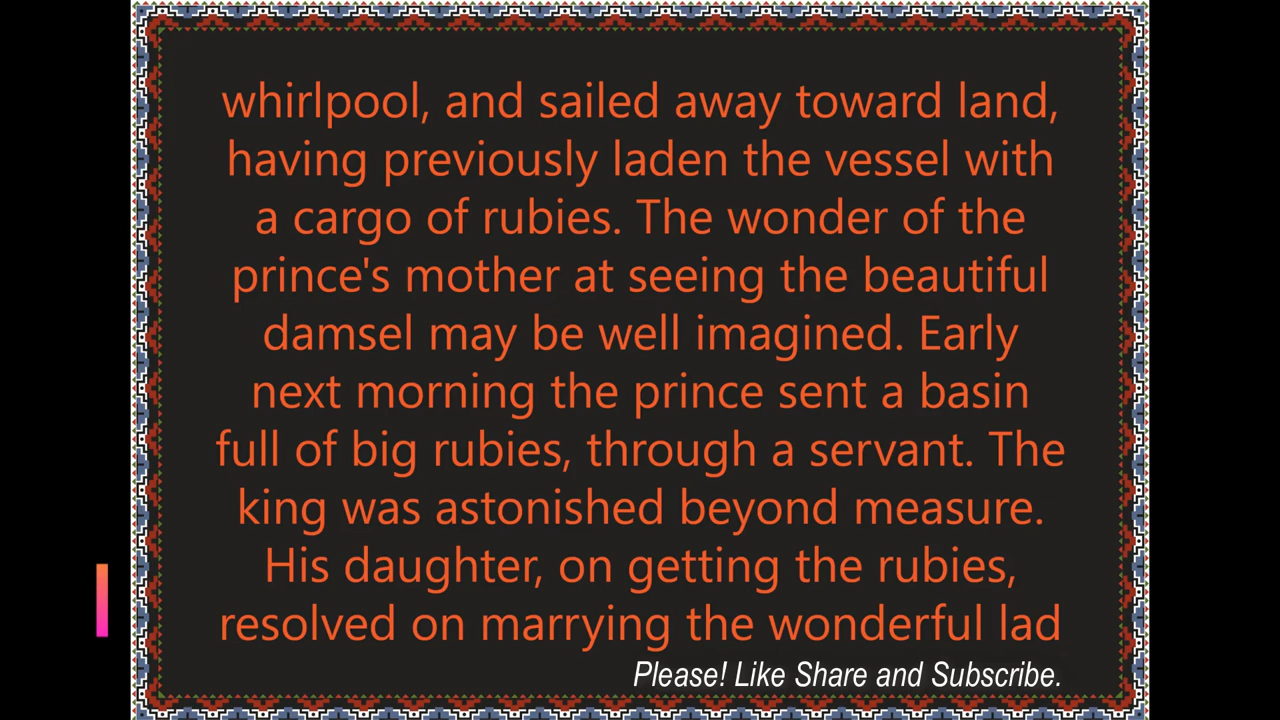 whirlpool, and sailed away toward land,
having previously laden the vessel with
a cargo of rubies. The wonder of the
prince's mother at seeing the beautiful
damsel may be well imagined. Early
next morning the prince sent a basin
full of big rubies, through a servant. The
king was astonished beyond measure.
His daughter, on getting the rubies,
resolved on marrying the wonderful lad
Please! Like Share and Subscribe.